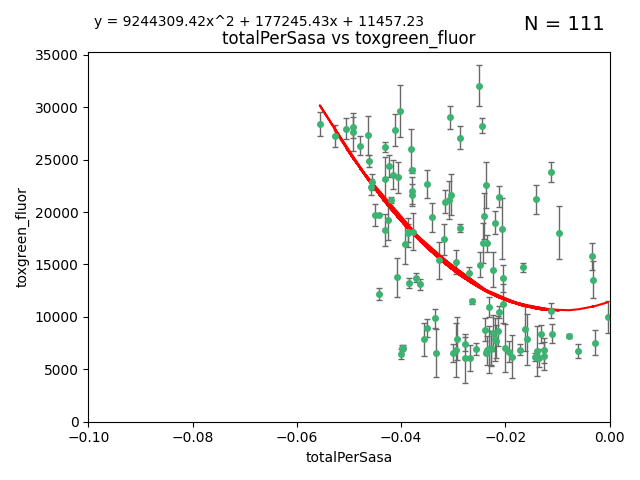 y = 9244309.42x^2 + 177245.43x + 11457.23
N = 111
totalPerSasa vs toxgreen_fluor
35000
30000
25000
20000
15000
10000
5000
0
toxgreen_fluor
−0.10 −0.08 −0.06 −0.04 −0.02 0.00
totalPerSasa